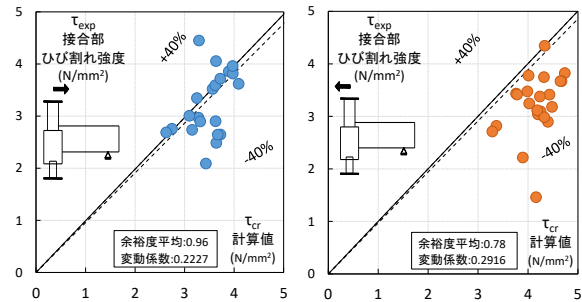 5
4
3
2
1
0
0
1
2
3
4
5
τexp
接合部
ひび割れ強度
(N/mm²)
+40%
-40%
τcr
計算値
(N/mm²)
余裕度平均:0.96
変動係数:0.2227
5
4
3
2
1
0
0
1
2
3
4
5
τexp
接合部
ひび割れ強度
(N/mm²)
+40%
-40%
τcr
計算値
(N/mm²)
余裕度平均:0.78
変動係数:0.2916